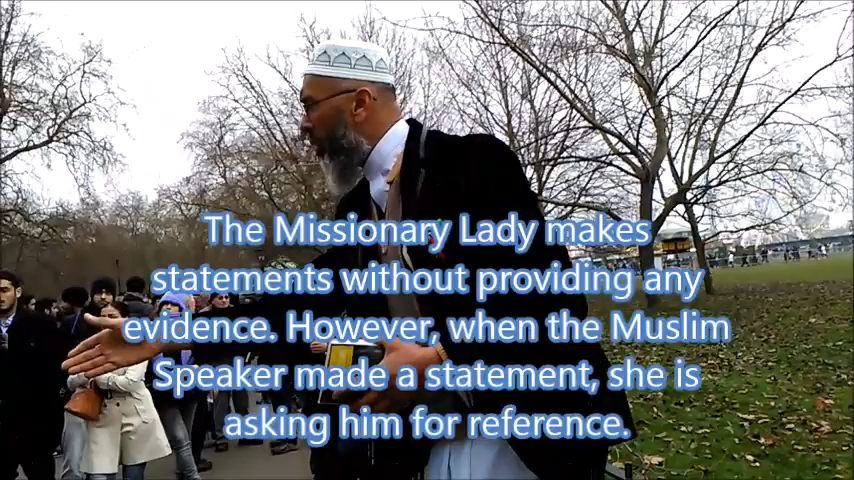 The Missionary Lady makes
statements without providing any
evidence. However, when the Muslim
Speaker made a statement, she is
asking him for reference.